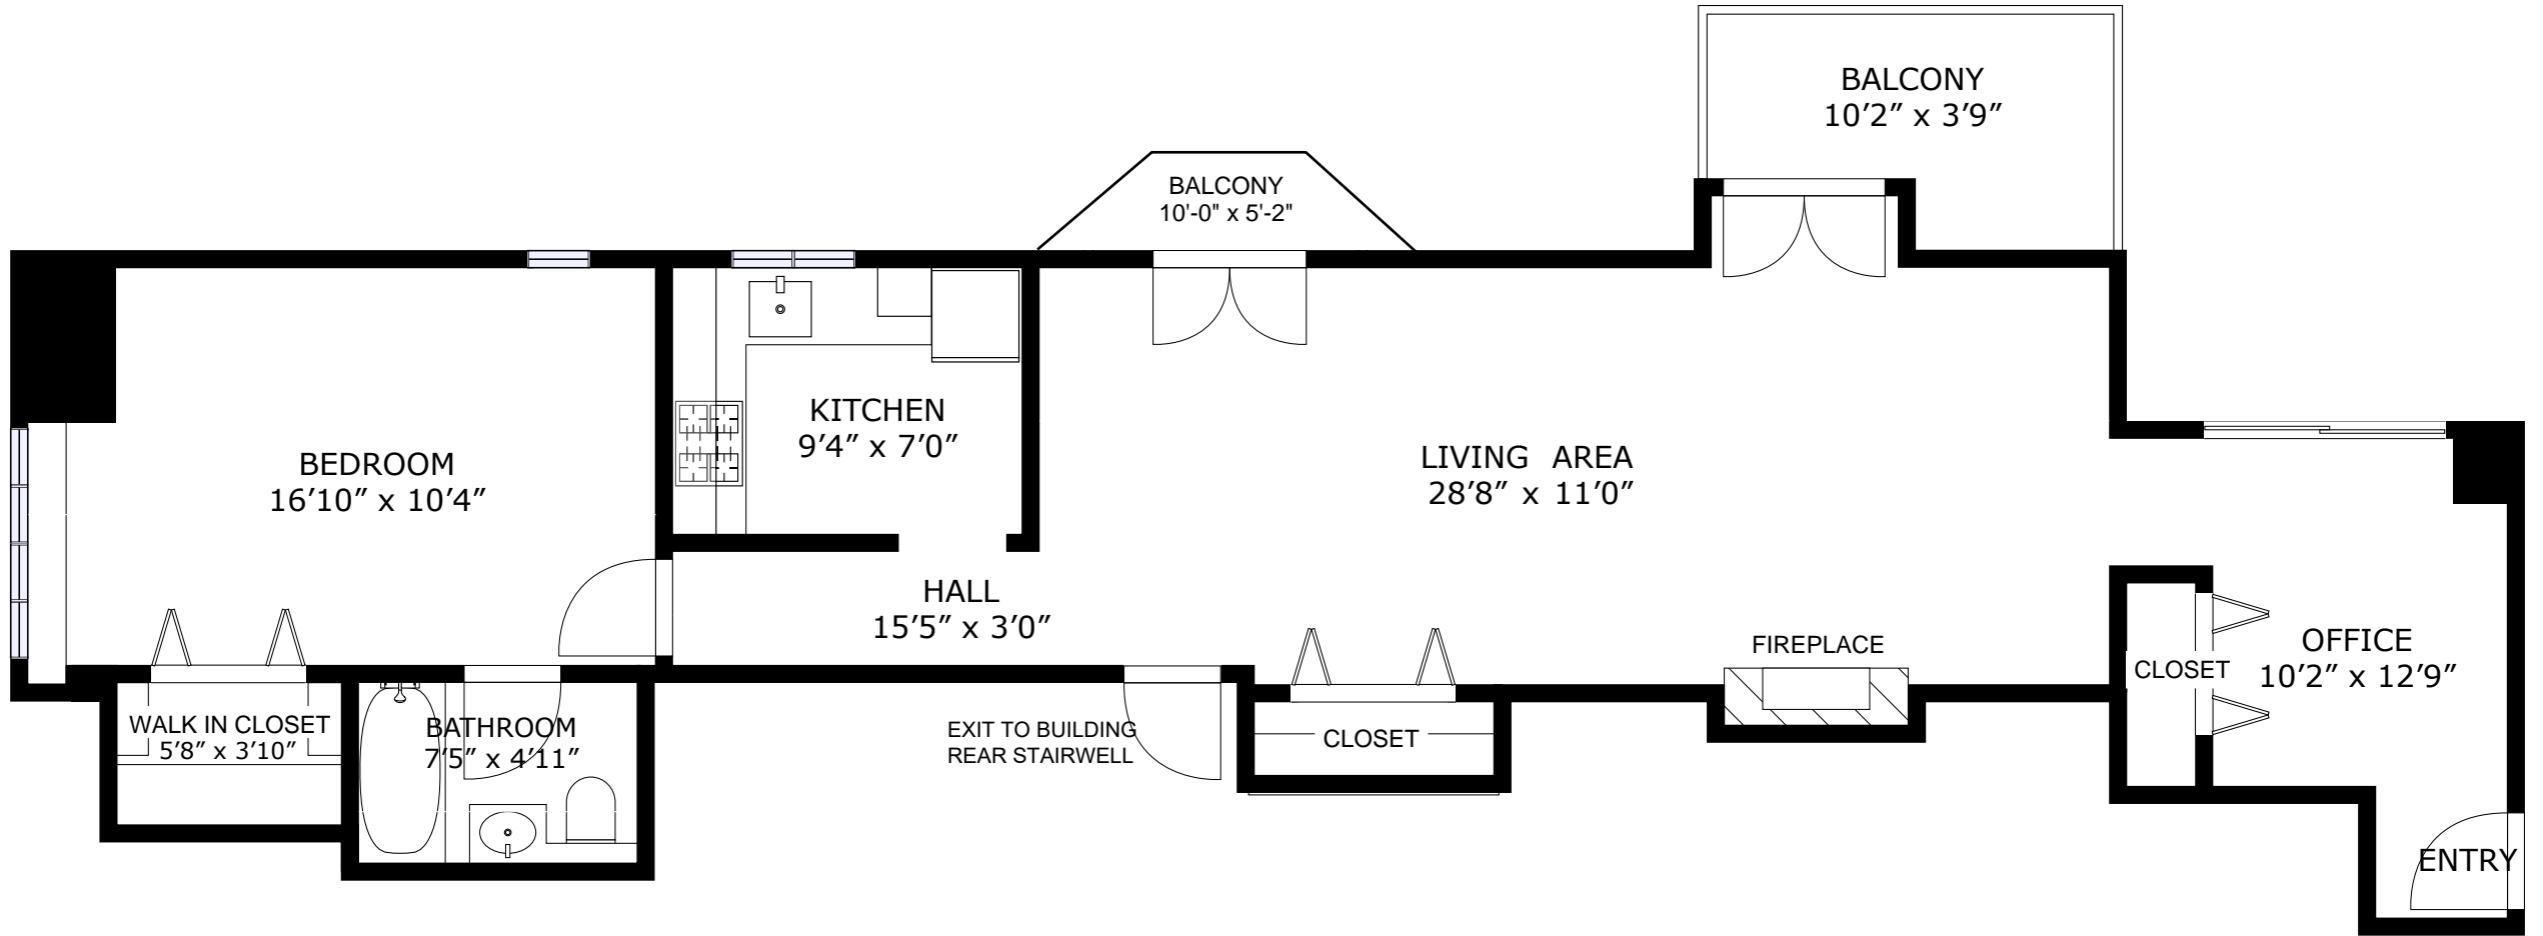 BALCONY
10’2” x 3’9”
BALCONY
10'-0" x 5'-2"
BEDROOM
16’10” x 10’4”
KITCHEN
9’4” x 7’0”
LIVING AREA
28’8” x 11’0”
HALL
15’5” x 3’0”
FIREPLACE
CLOSET
OFFICE
10’2” x 12’9”
WALK IN CLOSET
5’8” x 3’10”
BATHROOM
7’5” x 4’11”
EXIT TO BUILDING
REAR STAIRWELL
CLOSET
ENTRY